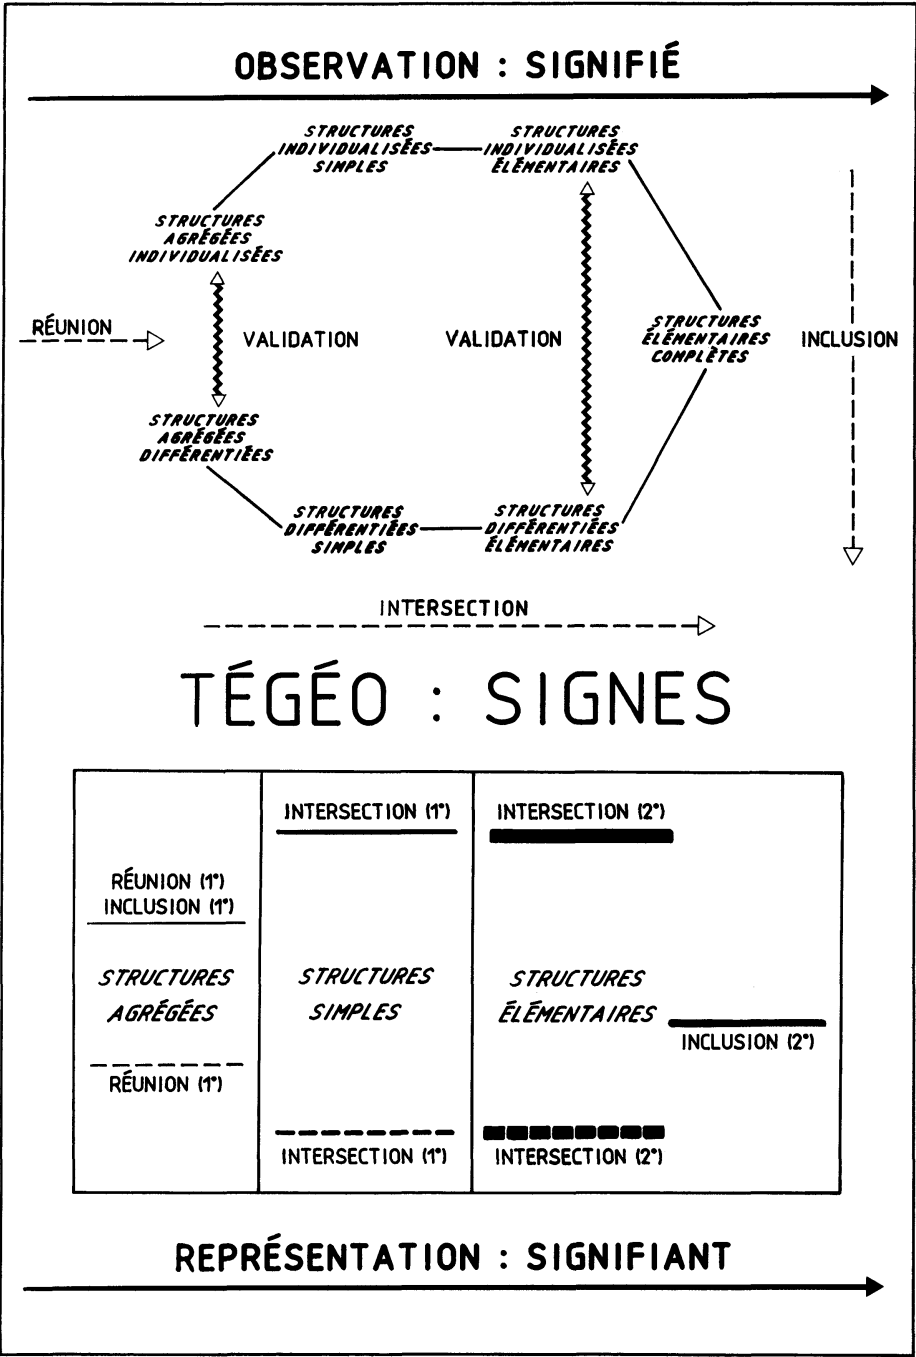 OBSERVATION : SIGNIFIÉ
STRUCTURES
INDIVIDUALISÉES
SIMPLES
STRUCTURES
INDIVIDUALISÉES
ÉLÉMENTAIRES
STRUCTURES
AGRÉGÉES
INDIVIDUALISÉES
RÉUNION
VALIDATION
VALIDATION
STRUCTURES
ÉLÉMENTAIRES
COMPLÈTES
INCLUSION
STRUCTURES
AGRÉGÉES
DIFFÉRENTIÉES
STRUCTURES
DIFFÉRENTIÉES
SIMPLES
STRUCTURES
DIFFÉRENTIÉES
ÉLÉMENTAIRES
INTERSECTION
TÉGÉO : SIGNES
INTERSECTION (1°)
INTERSECTION (2°)
RÉUNION (1°)
INCLUSION (1°)
STRUCTURES
AGRÉGÉES
STRUCTURES
SIMPLES
STRUCTURES
ÉLÉMENTAIRES
INCLUSION (2°)
RÉUNION (1°)
INTERSECTION (1°)
INTERSECTION (2°)
REPRÉSENTATION : SIGNIFIANT